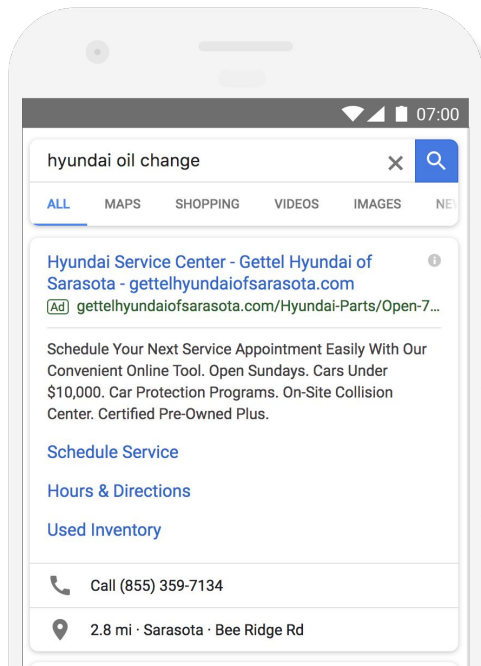 07:00
hyundai oil change
ALL MAPS SHOPPING VIDEOS IMAGES
Hyundai Service Center - Gettel Hyundai of
Sarasota - gettelhyundaiofsarasota.com
Ad gettelhyundaiofsarasota.com/Hyundai-Parts/Open-7...
Schedule Your Next Service Appointment Easily With Our
Convenient Online Tool. Open Sundays. Cars Under
$10,000. Car Protection Programs. On-Site Collision
Center. Certified Pre-Owned Plus.
Schedule Service
Hours & Directions
Used Inventory
Call (855) 359-7134
2.8 mi · Sarasota · Bee Ridge Rd